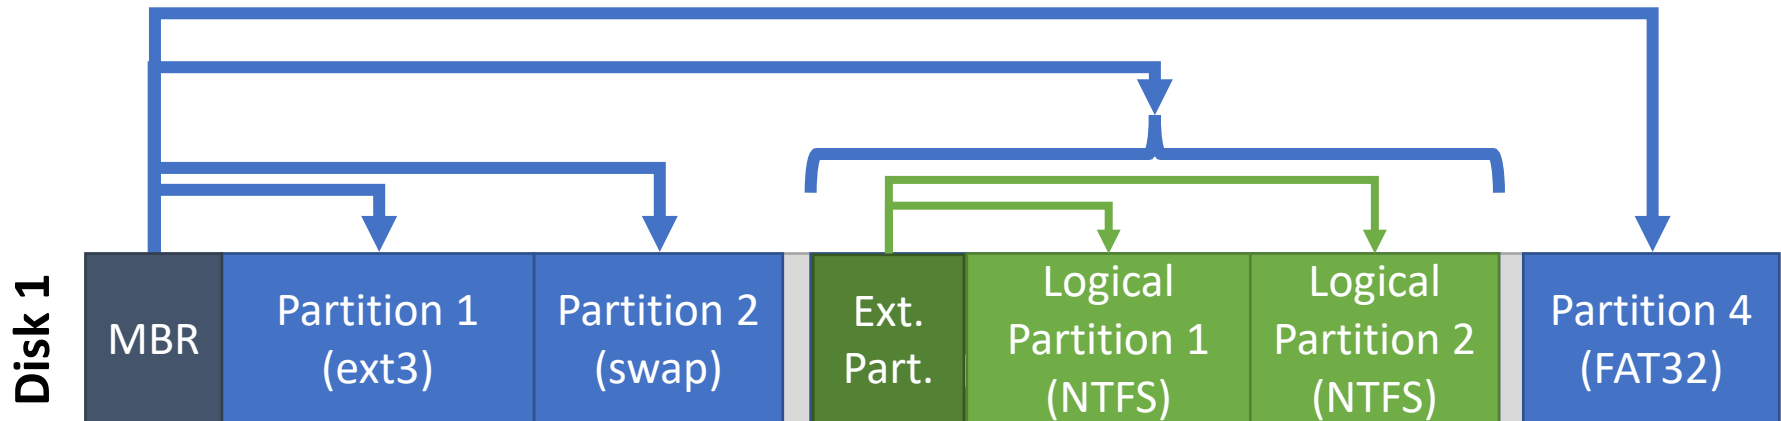 Disk 1
MBR
Partition 1
(ext3)
Partition 2
(swap)
Ext.
Part.
Logical
Partition 1
(NTFS)
Logical
Partition 2
(NTFS)
Partition 4
(FAT32)